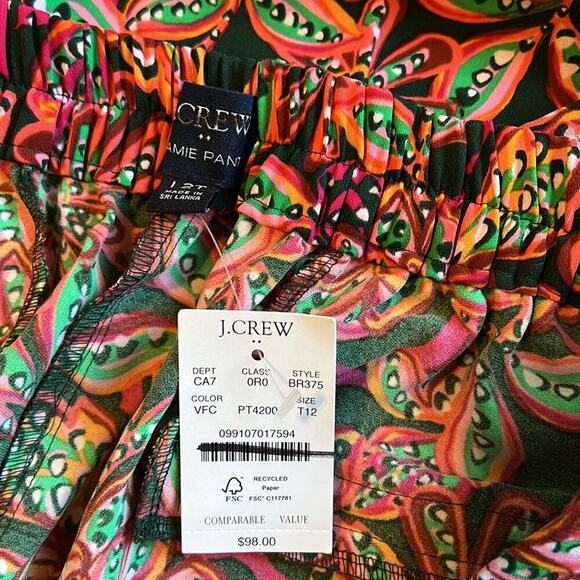 J.CREW
AMIE PANT
12T
MADE IN
SRI LANKA
J.CREW
DEPT CLASS STYLE
CA7 0R0 BR375
COLOR SIZE
VFC PT4200 T12
099107017594
RECYCLED
Paper
FSC FSC® C117781
COMPARABLE VALUE
$98.00